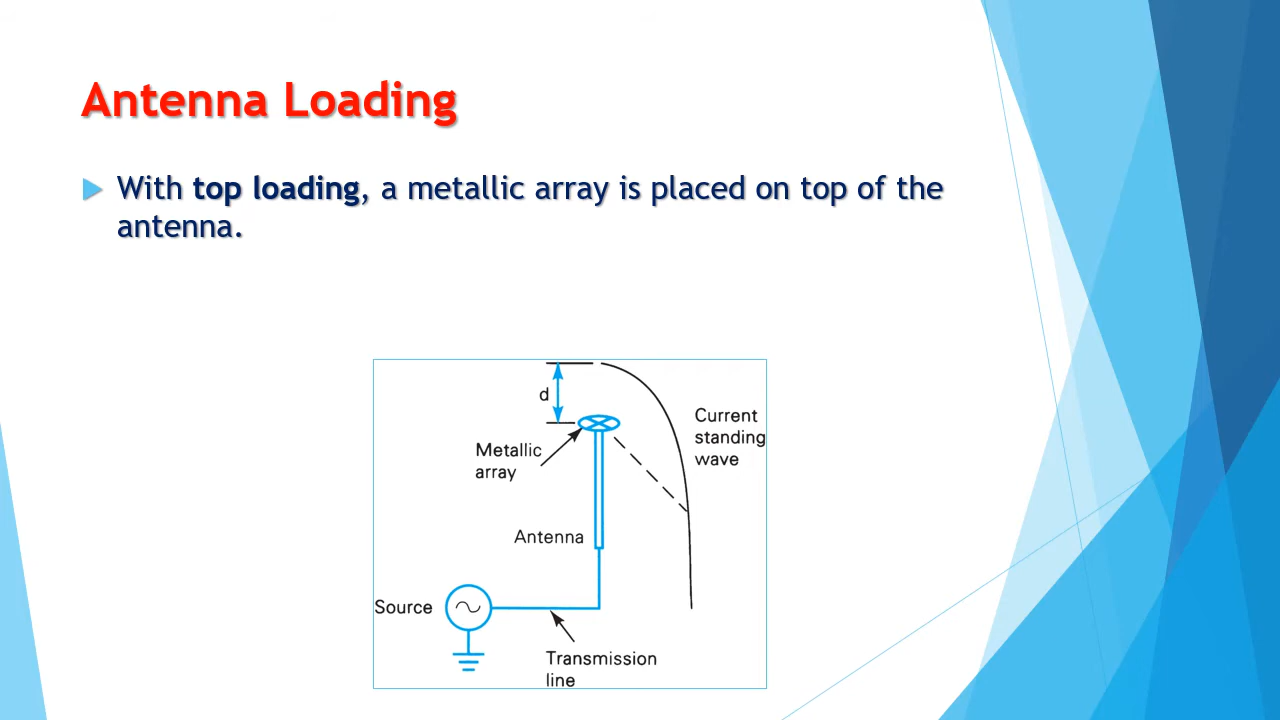 Antenna Loading
With top loading, a metallic array is placed on top of the
antenna.
d
Current
standing
wave
Metallic
array
Antenna
Source
Transmission
line